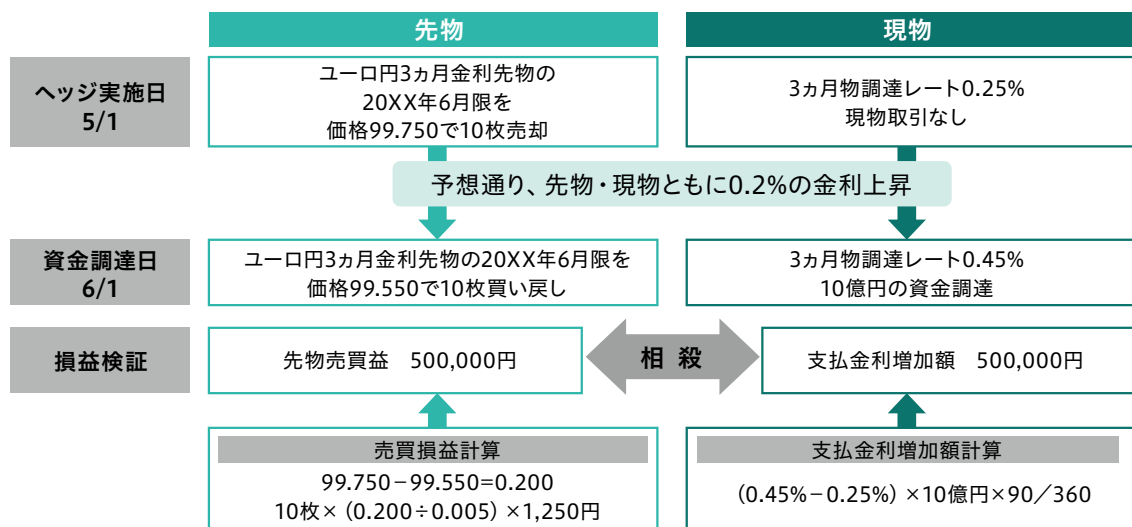 先物
現物
ヘッジ実施日
5/1
ユーロ円3ヵ月金利先物の
20XX年6月限を
価格99.750で10枚売却
3ヵ月物調達レート0.25%
現物取引なし
予想通り、先物・現物ともに0.2%の金利上昇
資金調達日
6/1
ユーロ円3ヵ月金利先物の20XX年6月限を
価格99.550で10枚買い戻し
3ヵ月物調達レート0.45%
10億円の資金調達
損益検証
先物売買益　500,000円
相 殺
支払金利増加額　500,000円
売買損益計算
99.750－99.550=0.200
10枚×（0.200÷0.005）×1,250円
支払金利増加額計算
（0.45%－0.25%）×10億円×90／360